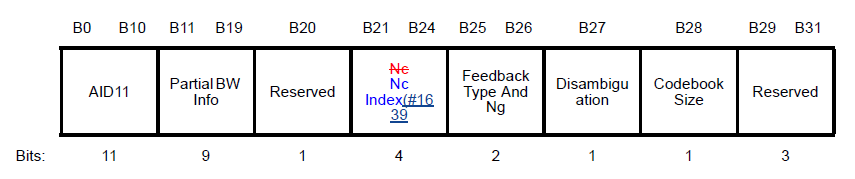 B0 B10 B11 B19 B20 B21 B24 B25 B26 B27 B28 B29 B31
AID11
Partial BW
Info
Reserved
Nc
Nc
Index(#16
39
Feedback
Type And
Ng
Disambigu
ation
Codebook
Size
Reserved
Bits: 11 9 1 4 2 1 1 3